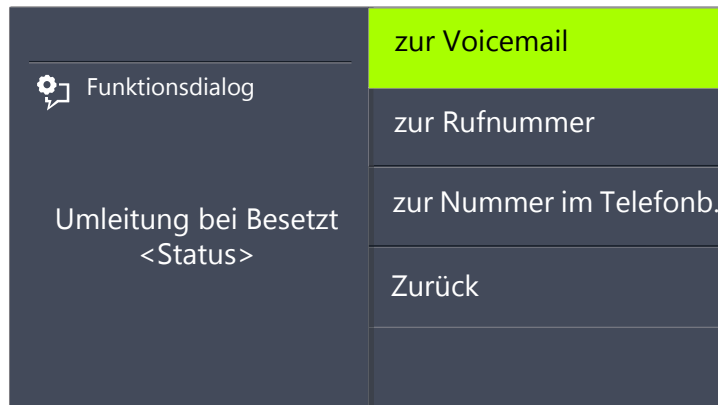 Funktionsdialog
Umleitung bei Besetzt
<Status>
zur Voicemail
zur Rufnummer
zur Nummer im Telefonb.
Zurück